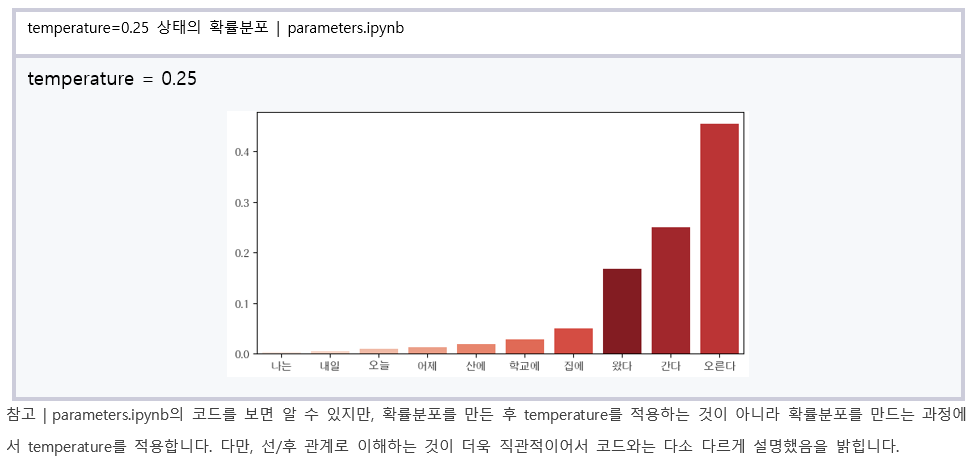 temperature=0.25 상태의 확률분포 | parameters.ipynb
temperature = 0.25
0.4
0.3
0.2
0.1
0.0
나는 내일 오늘 어제 산에 학교에 집에 왔다 간다 오른다
참고 | parameters.ipynb의 코드를 보면 알 수 있지만, 확률분포를 만든 후 temperature를 적용하는 것이 아니라 확률분포를 만드는 과정에
서 temperature를 적용합니다. 다만, 선/후 관계로 이해하는 것이 더욱 직관적이어서 코드와는 다소 다르게 설명했음을 밝힙니다.